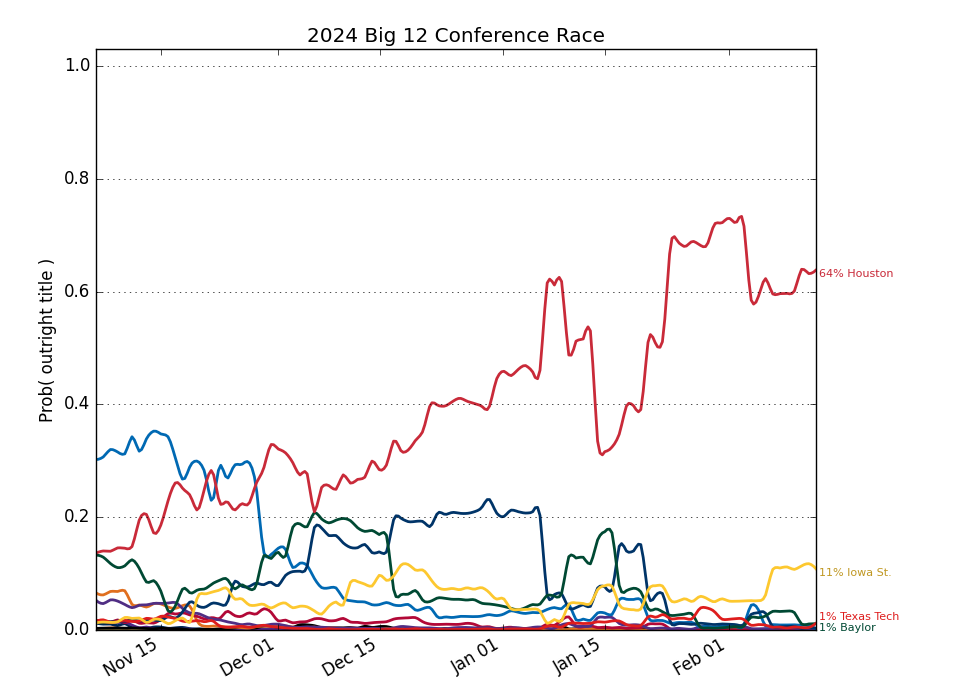 2024 Big 12 Conference Race
Prob( outright title )
1.0
0.8
0.6
0.4
0.2
0.0
64% Houston
11% Iowa St.
1% Texas Tech
1% Baylor
Nov 15
Dec 01
Dec 15
Jan 01
Jan 15
Feb 01